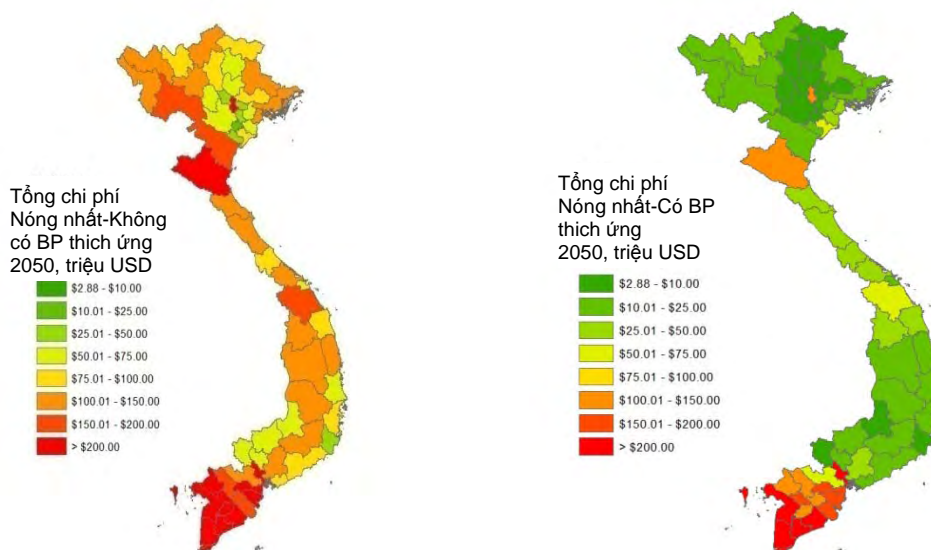 Tổng chi phí
Nóng nhất-Không
có BP thich ứng
2050, triệu USD
$2.88 - $10.00
$10.01 - $25.00
$25.01 - $50.00
$50.01 - $75.00
$75.01 - $100.00
$100.01 - $150.00
$150.01 - $200.00
> $200.00
Tổng chi phí
Nóng nhất-Có BP
thich ứng
2050, triệu USD
$2.88 - $10.00
$10.01 - $25.00
$25.01 - $50.00
$50.01 - $75.00
$75.01 - $100.00
$100.01 - $150.00
$150.01 - $200.00
> $200.00